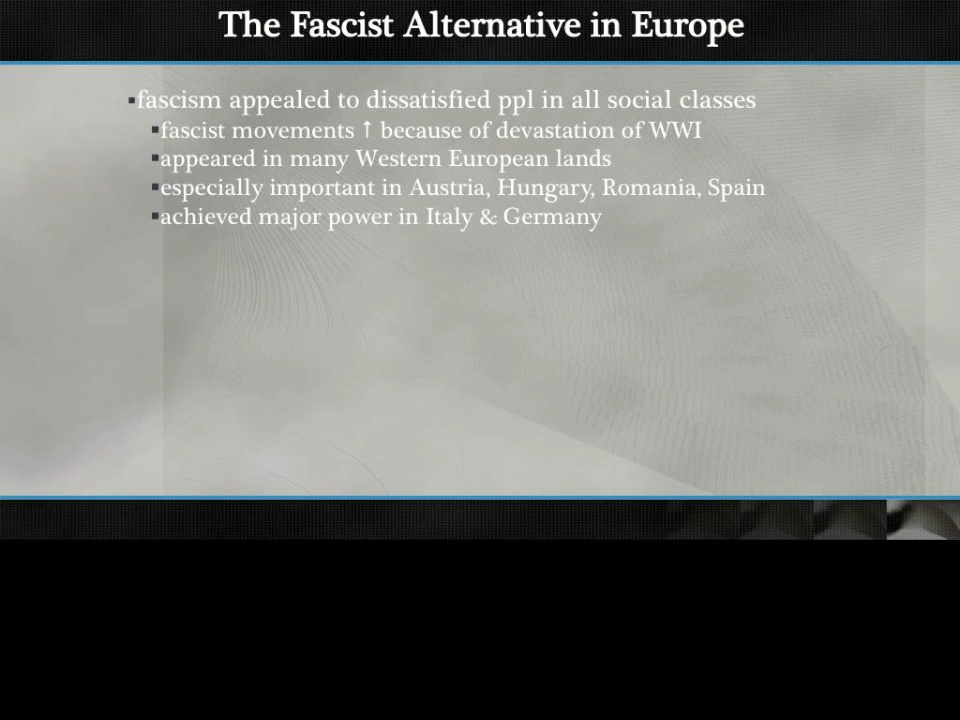 The Fascist Alternative in Europe
▪fascism appealed to dissatisfied ppl in all social classes
▪fascist movements ↑ because of devastation of WWI
▪appeared in many Western European lands
▪especially important in Austria, Hungary, Romania, Spain
▪achieved major power in Italy & Germany